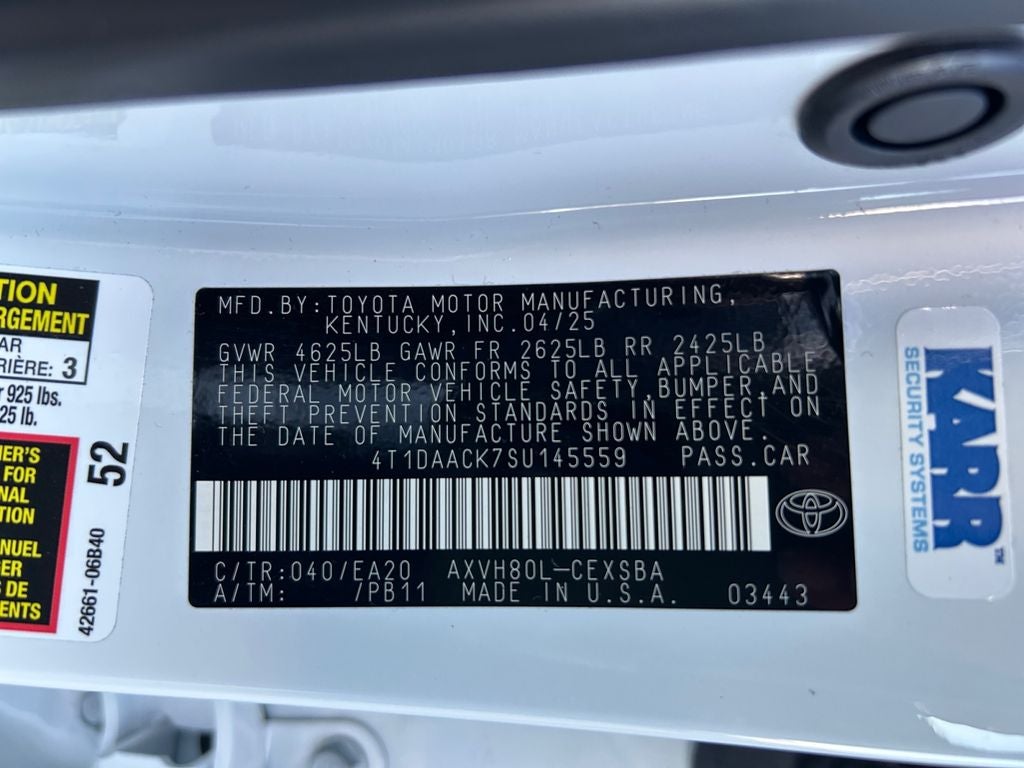 TION
RGEMENT
AR
RIÈRE: 3
925 lbs.
25 lb.
52
NER'S
FOR
NAL
TION
NUEL
GER
S DE
MENTS
42661-06B40
MFD.BY:TOYOTA MOTOR MANUFACTURING,
KENTUCKY,INC.04/25
GVWR 4625LB GAWR FR 2625LB RR 2425LB
THIS VEHICLE CONFORMS TO ALL APPLICABLE
FEDERAL MOTOR VEHICLE SAFETY,BUMPER,AND
THEFT PREVENTION STANDARDS IN EFFECT ON
THE DATE OF MANUFACTURE SHOWN ABOVE.
4T1DAACK7SU145559 PASS.CAR
C/TR:040/EA20 AXVH80L-CEXSBA
A/TM: /PB11 MADE IN U.S.A. 03443
KARR™
SECURITY SYSTEMS